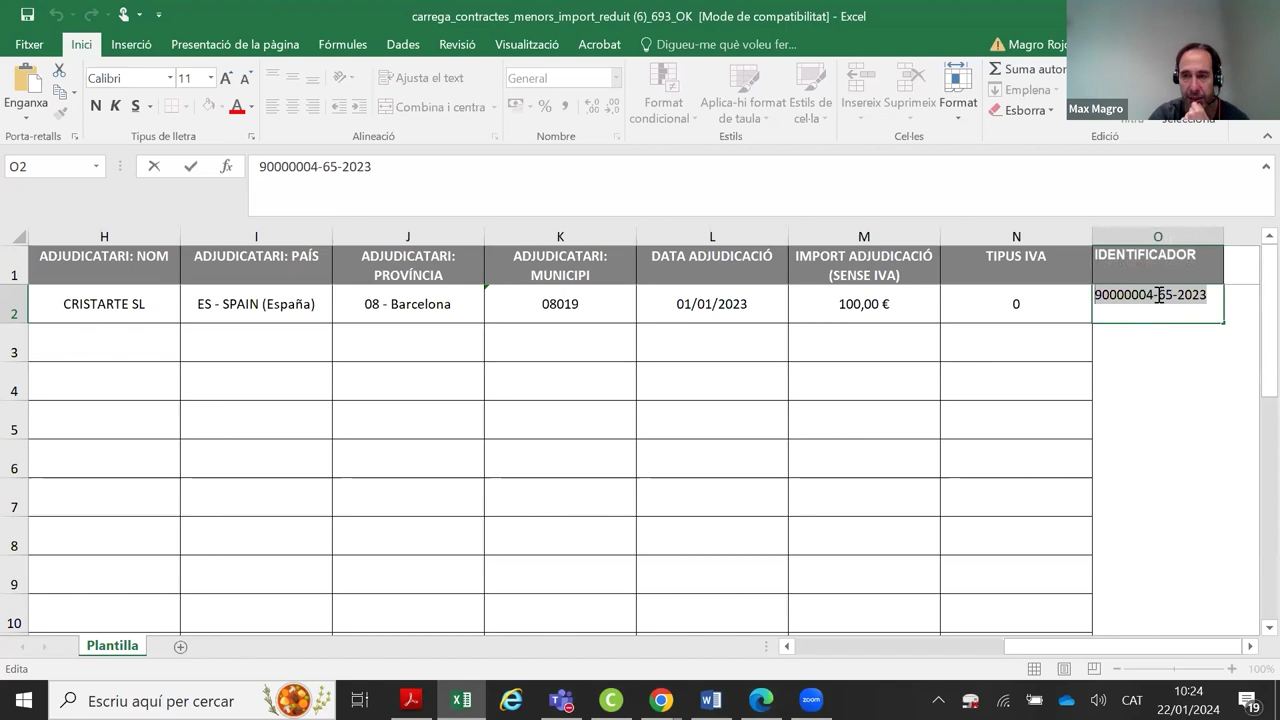 carrega_contractes_menors_import_reduit (6)_693_OK [Mode de compatibilitat] - Excel
Magro Roj
Fitxer Inici Inserció Presentació de la pàgina Fórmules Dades Revisió Visualització Acrobat Digueu-me què voleu fer...
Enganxa
Calibri 11
N K S
Ajusta el text
Combina i centra
General
Format condicional
Aplica-hi format de taula
Estils de cel·la
Insereix Suprimeix Format
Suma autom
Emplena
Esborra
Max Magro
Porta-retalls Tipus de lletra Alineació Nombre Estils Cel·les Edició
O2 90000004-65-2023
H I J K L M N O
1 ADJUDICATARI: NOM ADJUDICATARI: PAÍS ADJUDICATARI: PROVÍNCIA ADJUDICATARI: MUNICIPI DATA ADJUDICACIÓ IMPORT ADJUDICACIÓ (SENSE IVA) TIPUS IVA IDENTIFICADOR
2 CRISTARTE SL ES - SPAIN (España) 08 - Barcelona 08019 01/01/2023 100,00 € 0 90000004-65-2023
3
4
5
6
7
8
9
10
Plantilla
Edita 100%
Escriu aquí per cercar
CAT
10:24
22/01/2024
19